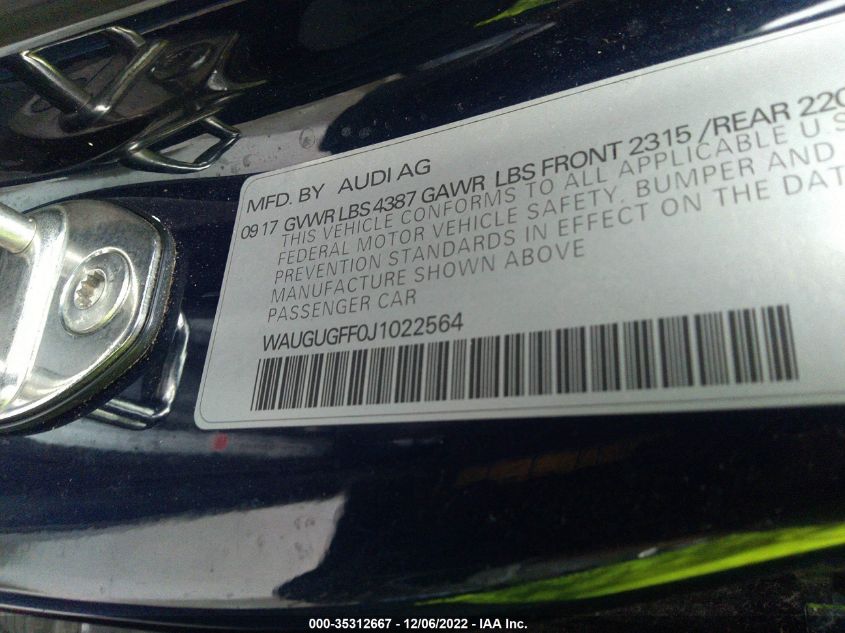 MFD. BY AUDI AG
09 17 GVWR LBS 4387 GAWR LBS FRONT 2315 /REAR
THIS VEHICLE CONFORMS TO ALL APPLICABLE U.S
FEDERAL MOTOR VEHICLE SAFETY, BUMPER AND
PREVENTION STANDARDS IN EFFECT ON THE DAT
MANUFACTURE SHOWN ABOVE
PASSENGER CAR
WAUGUGFF0J1022564
000-35312667 - 12/06/2022 - IAA Inc.